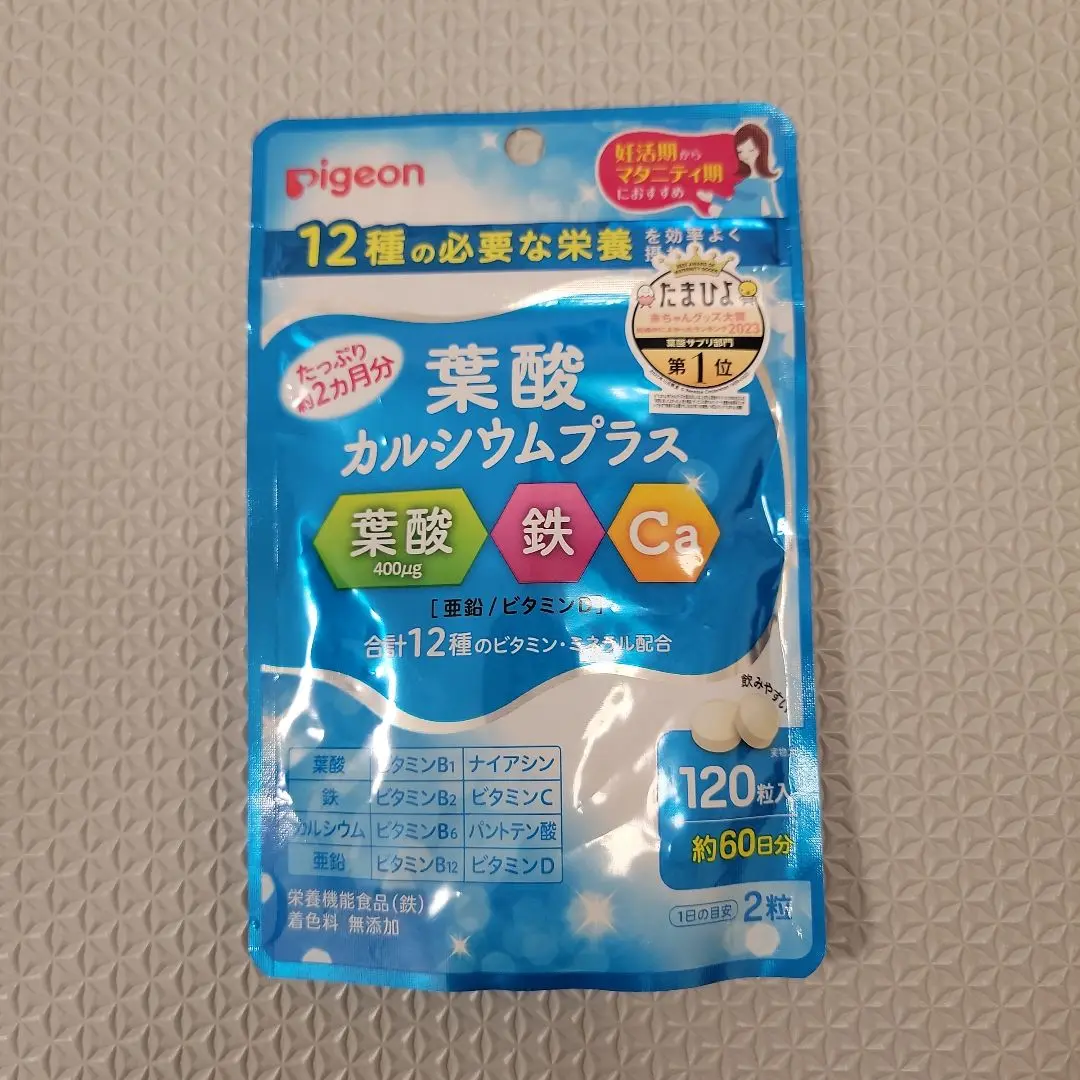 Pigeon
妊活期から
マタニティ期
におすすめ
12種の必要な栄養
を効率よく
たまひよ
赤ちゃんグッズ大賞
2023
葉酸サプリ部門
第1位
たっぷり
約2カ月分
葉酸
カルシウムプラス
葉酸
400μg
鉄
Ca
[亜鉛/ビタミンD]
合計12種のビタミン・ミネラル配合
飲みやすい
葉酸 ビタミンB1 ナイアシン
鉄 ビタミンB2 ビタミンC
カルシウム ビタミンB6 パントテン酸
亜鉛 ビタミンB12 ビタミンD
120粒入
約60日分
栄養機能食品(鉄)
着色料 無添加
1日の目安 2粒